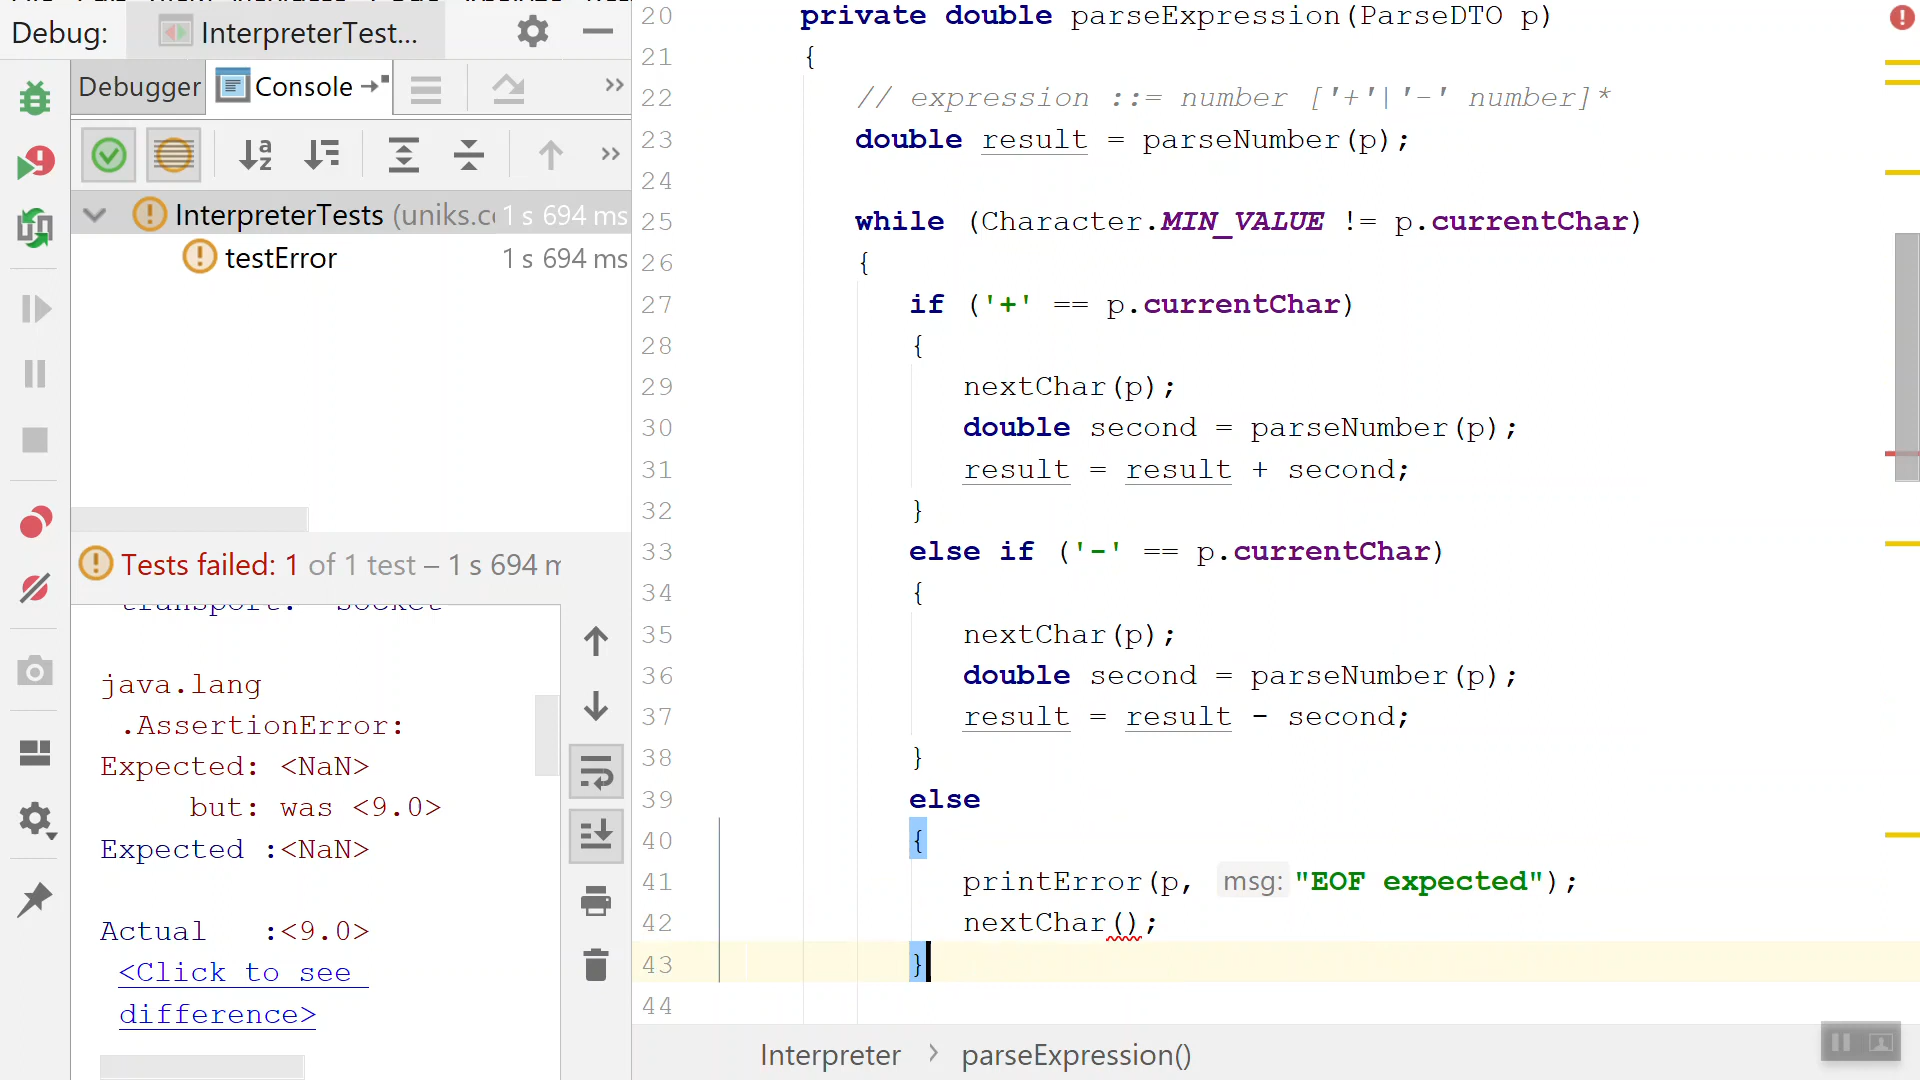 Debug:
InterpreterTest...
Debugger
Console
InterpreterTests (uniks.co 1 s 694 ms
testError 1 s 694 ms
Tests failed: 1 of 1 test – 1 s 694 m
transport: 'socket'
java.lang
.AssertionError:
Expected: <NaN>
but: was <9.0>
Expected :<NaN>
Actual :<9.0>
<Click to see
difference>
20 private double parseExpression(ParseDTO p)
21 {
22 // expression ::= number ['+'|'-' number]*
23 double result = parseNumber(p);
24
25 while (Character.MIN_VALUE != p.currentChar)
26 {
27 if ('+' == p.currentChar)
28 {
29 nextChar(p);
30 double second = parseNumber(p);
31 result = result + second;
32 }
33 else if ('-' == p.currentChar)
34 {
35 nextChar(p);
36 double second = parseNumber(p);
37 result = result - second;
38 }
39 else
40 {
41 printError(p, msg: "EOF expected");
42 nextChar();
43 }
44
Interpreter > parseExpression()